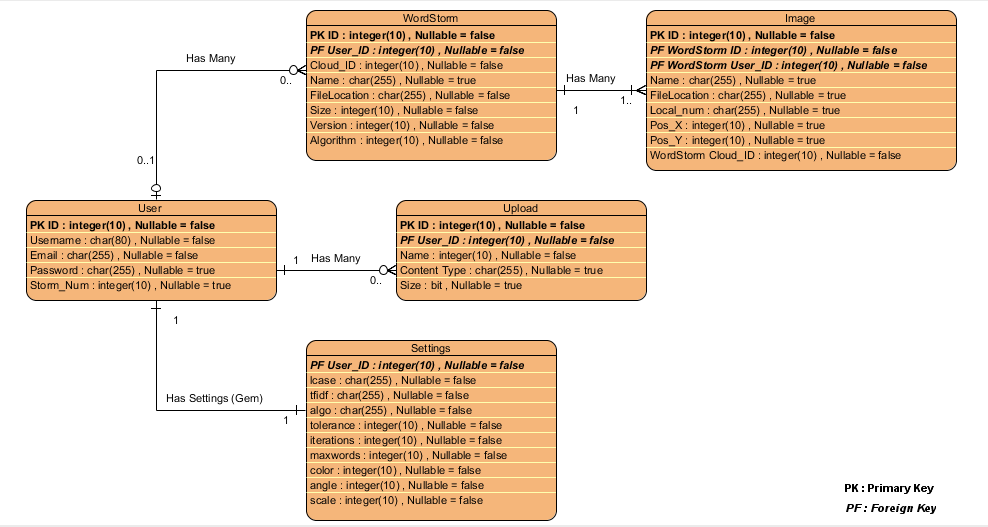 WordStorm
PK ID : integer(10) , Nullable = false
PF User_ID : integer(10) , Nullable = false
Cloud_ID : integer(10) , Nullable = false
Name : char(255) , Nullable = true
FileLocation : char(255) , Nullable = false
Size : integer(10) , Nullable = false
Version : integer(10) , Nullable = false
Algorithm : integer(10) , Nullable = false
Image
PK ID : integer(10) , Nullable = false
PF WordStorm ID : integer(10) , Nullable = false
PF WordStorm User_ID : integer(10) , Nullable = false
Name : char(255) , Nullable = true
FileLocation : char(255) , Nullable = true
Local_num : char(255) , Nullable = true
Pos_X : integer(10) , Nullable = true
Pos_Y : integer(10) , Nullable = true
WordStorm Cloud_ID : integer(10) , Nullable = false
Has Many
0..
0..1
Has Many
1
1..
User
PK ID : integer(10) , Nullable = false
Username : char(80) , Nullable = false
Email : char(255) , Nullable = false
Password : char(255) , Nullable = true
Storm_Num : integer(10) , Nullable = true
1
Has Many
0..
Upload
PK ID : integer(10) , Nullable = false
PF User_ID : integer(10) , Nullable = false
Name : integer(10) , Nullable = false
Content Type : char(255) , Nullable = true
Size : bit , Nullable = true
1
Has Settings (Gem)
1
Settings
PF User_ID : integer(10) , Nullable = false
lcase : char(255) , Nullable = false
tfidf : char(255) , Nullable = false
algo : char(255) , Nullable = false
tolerance : integer(10) , Nullable = false
iterations : integer(10) , Nullable = false
maxwords : integer(10) , Nullable = false
color : integer(10) , Nullable = false
angle : integer(10) , Nullable = false
scale : integer(10) , Nullable = false
PK : Primary Key
PF : Foreign Key